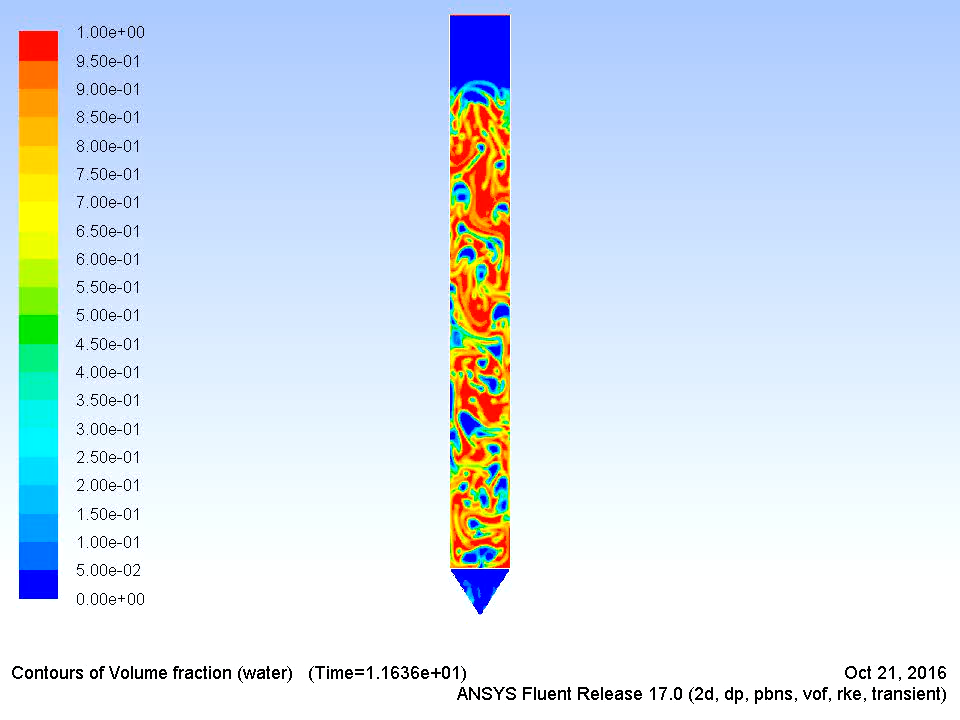 1.00e+00
9.50e-01
9.00e-01
8.50e-01
8.00e-01
7.50e-01
7.00e-01
6.50e-01
6.00e-01
5.50e-01
5.00e-01
4.50e-01
4.00e-01
3.50e-01
3.00e-01
2.50e-01
2.00e-01
1.50e-01
1.00e-01
5.00e-02
0.00e+00
Contours of Volume fraction (water) (Time=1.1636e+01)
Oct 21, 2016
ANSYS Fluent Release 17.0 (2d, dp, pbns, vof, rke, transient)